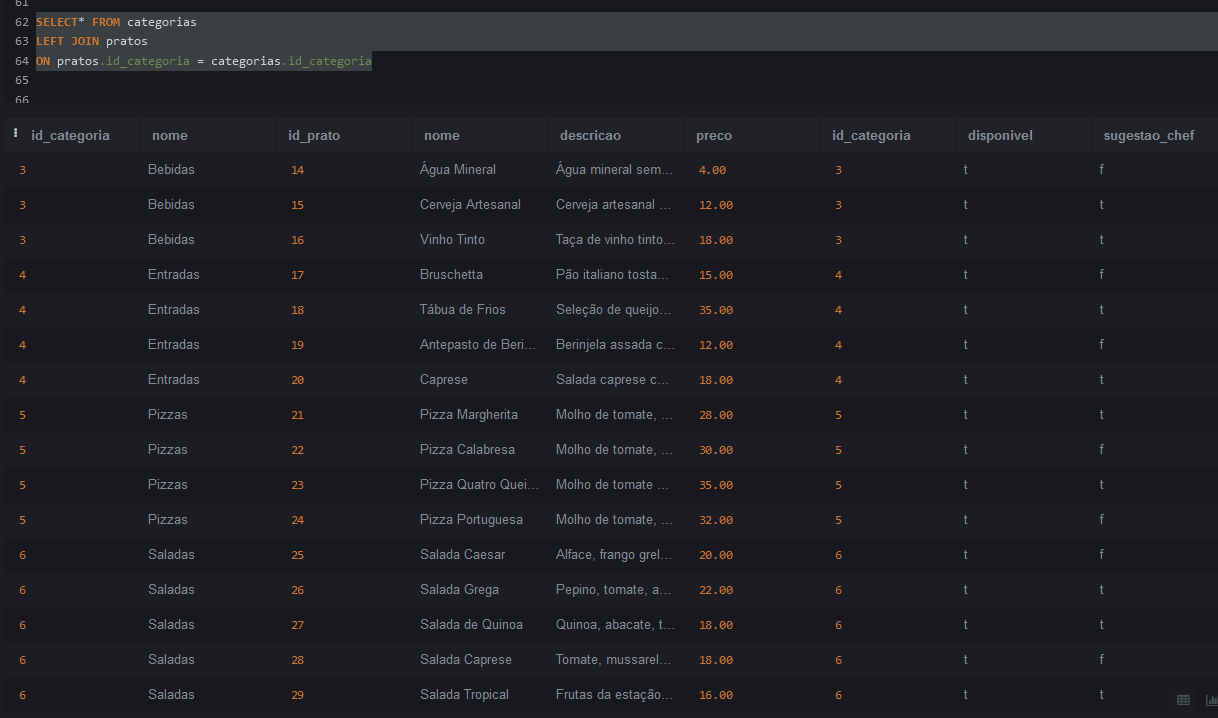 61
62 SELECT* FROM categorias
63 LEFT JOIN pratos
64 ON pratos.id_categoria = categorias.id_categoria
65
66
id_categoria nome id_prato nome descricao preco id_categoria disponivel sugestao_chef
3 Bebidas 14 Água Mineral Água mineral sem... 4.00 3 t f
3 Bebidas 15 Cerveja Artesanal Cerveja artesanal ... 12.00 3 t t
3 Bebidas 16 Vinho Tinto Taça de vinho tinto... 18.00 3 t t
4 Entradas 17 Bruschetta Pão italiano tosta... 15.00 4 t f
4 Entradas 18 Tábua de Frios Seleção de queijo... 35.00 4 t t
4 Entradas 19 Antepasto de Beri... Berinjela assada c... 12.00 4 t f
4 Entradas 20 Caprese Salada caprese c... 18.00 4 t t
5 Pizzas 21 Pizza Margherita Molho de tomate, ... 28.00 5 t t
5 Pizzas 22 Pizza Calabresa Molho de tomate, ... 30.00 5 t f
5 Pizzas 23 Pizza Quatro Quei... Molho de tomate ... 35.00 5 t t
5 Pizzas 24 Pizza Portuguesa Molho de tomate, ... 32.00 5 t f
6 Saladas 25 Salada Caesar Alface, frango grel... 20.00 6 t f
6 Saladas 26 Salada Grega Pepino, tomate, a... 22.00 6 t t
6 Saladas 27 Salada de Quinoa Quinoa, abacate, t... 18.00 6 t t
6 Saladas 28 Salada Caprese Tomate, mussarel... 18.00 6 t f
6 Saladas 29 Salada Tropical Frutas da estação... 16.00 6 t t